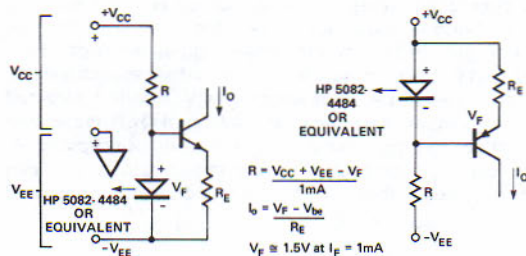 +VCC
+
VCC
R
IO
+
VEE
HP 5082-4484
OR
EQUIVALENT
+
VF
-
RE
-VEE
R = VCC + VEE − VF
1mA
IO = VF − Vbe
RE
VF ≅ 1.5V at IF = 1mA
+VCC
HP 5082-
4484
OR
EQUIVALENT
+
-
RE
VF
R
IO
-VEE